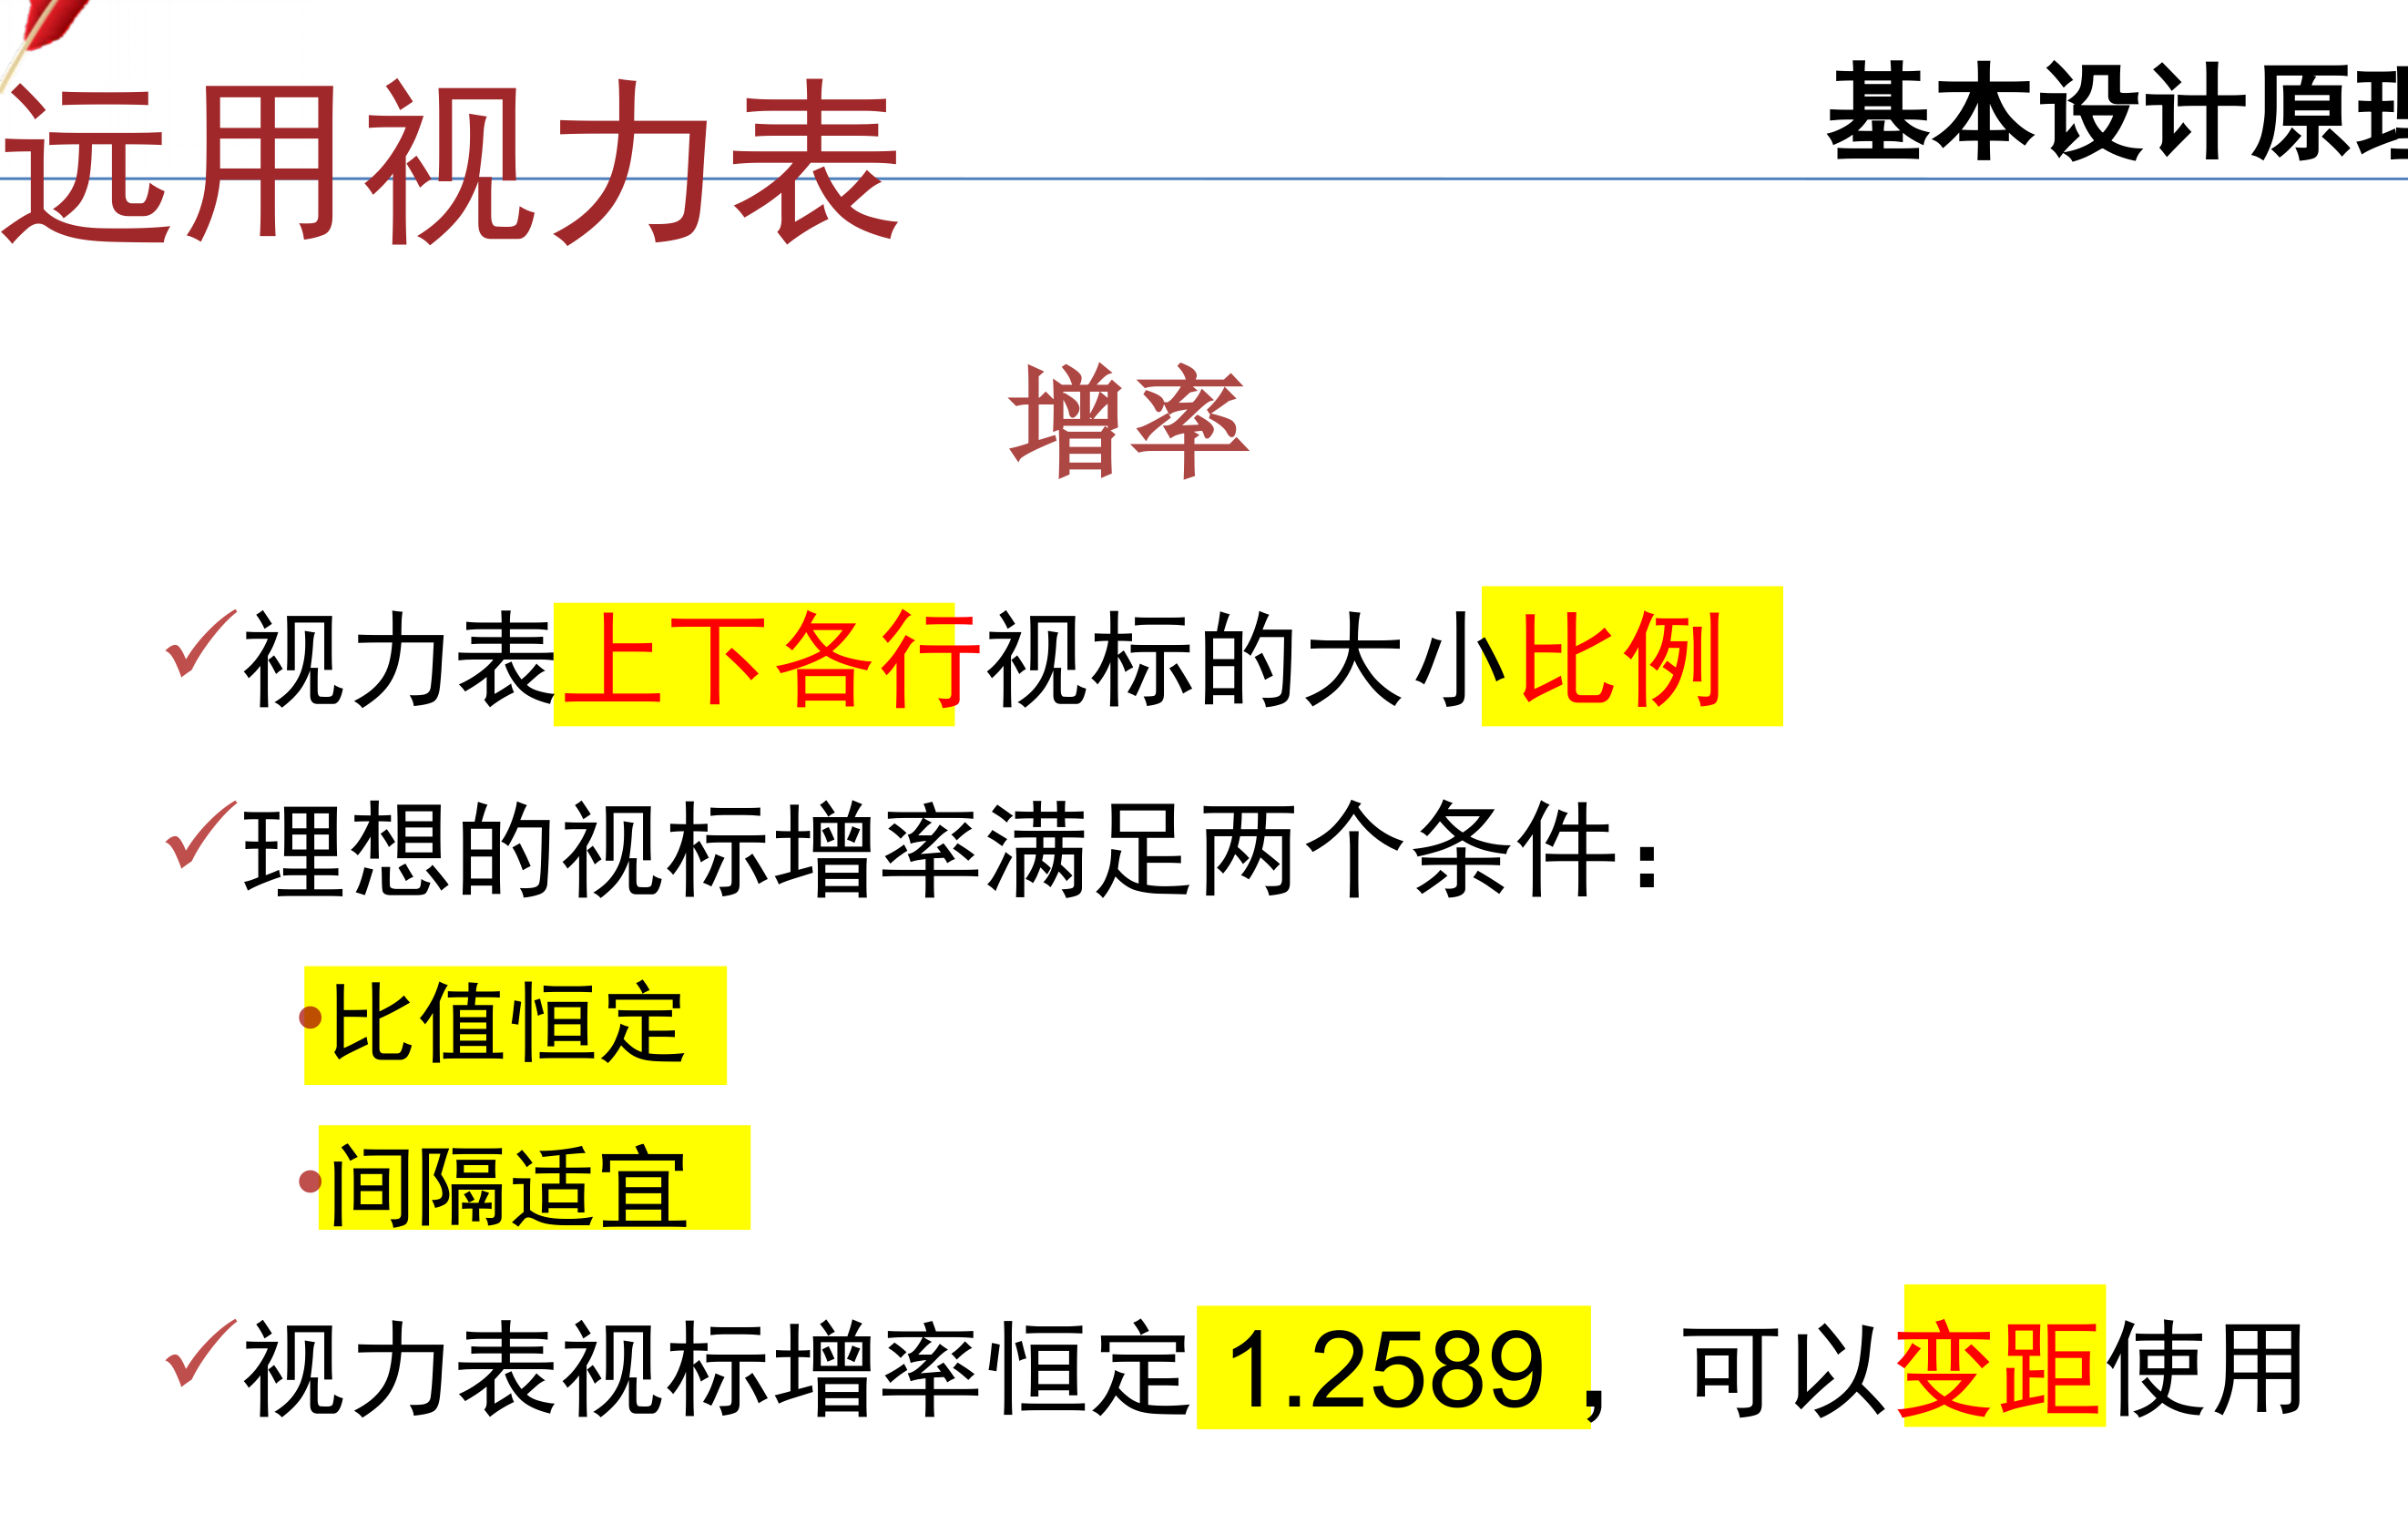 远用视力表
基本设计原理
增率
视力表上下各行视标的大小比例
理想的视标增率满足两个条件：
•比值恒定
•间隔适宜
视力表视标增率恒定1.2589，可以变距使用